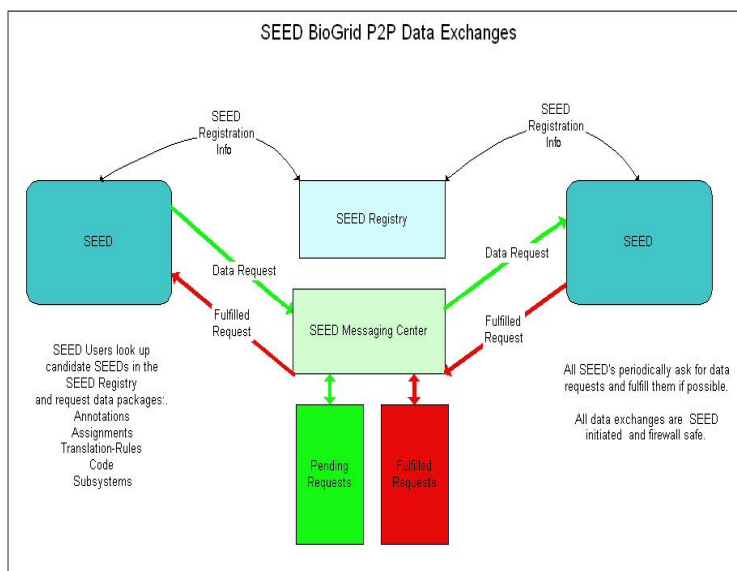 SEED BioGrid P2P Data Exchanges
SEED
Registration
Info
SEED
Registration
Info
SEED
SEED Registry
SEED
Data Request
Data Request
Fulfilled
Request
SEED Messaging Center
Fulfilled
Request
SEED Users look up
candidate SEEDs in the
SEED Registry
and request data packages:.
Annotations
Assignments
Translation-Rules
Code
Subsystems
Pending
Requests
Fulfilled
Requests
All SEED's periodically ask for data
requests and fulfill them if possible.
All data exchanges are SEED
initiated and firewall safe.